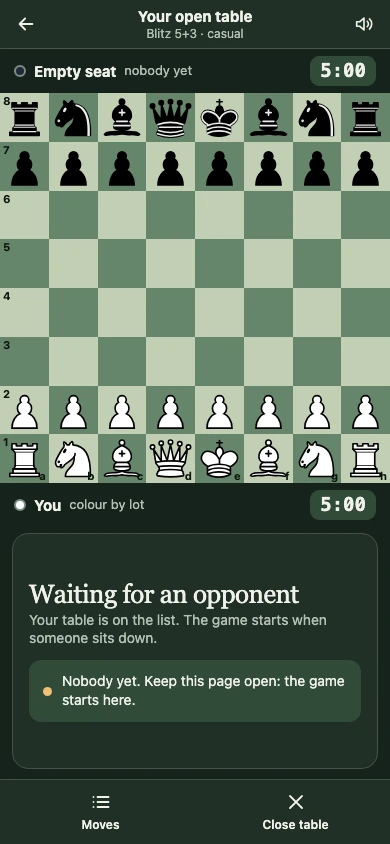 Your open table
Blitz 5+3 · casual
Empty seat nobody yet 5:00
8
7
6
5
4
3
2
1
a b c d e f g h
You colour by lot 5:00
Waiting for an opponent
Your table is on the list. The game starts when
someone sits down.
Nobody yet. Keep this page open: the game
starts here.
Moves Close table